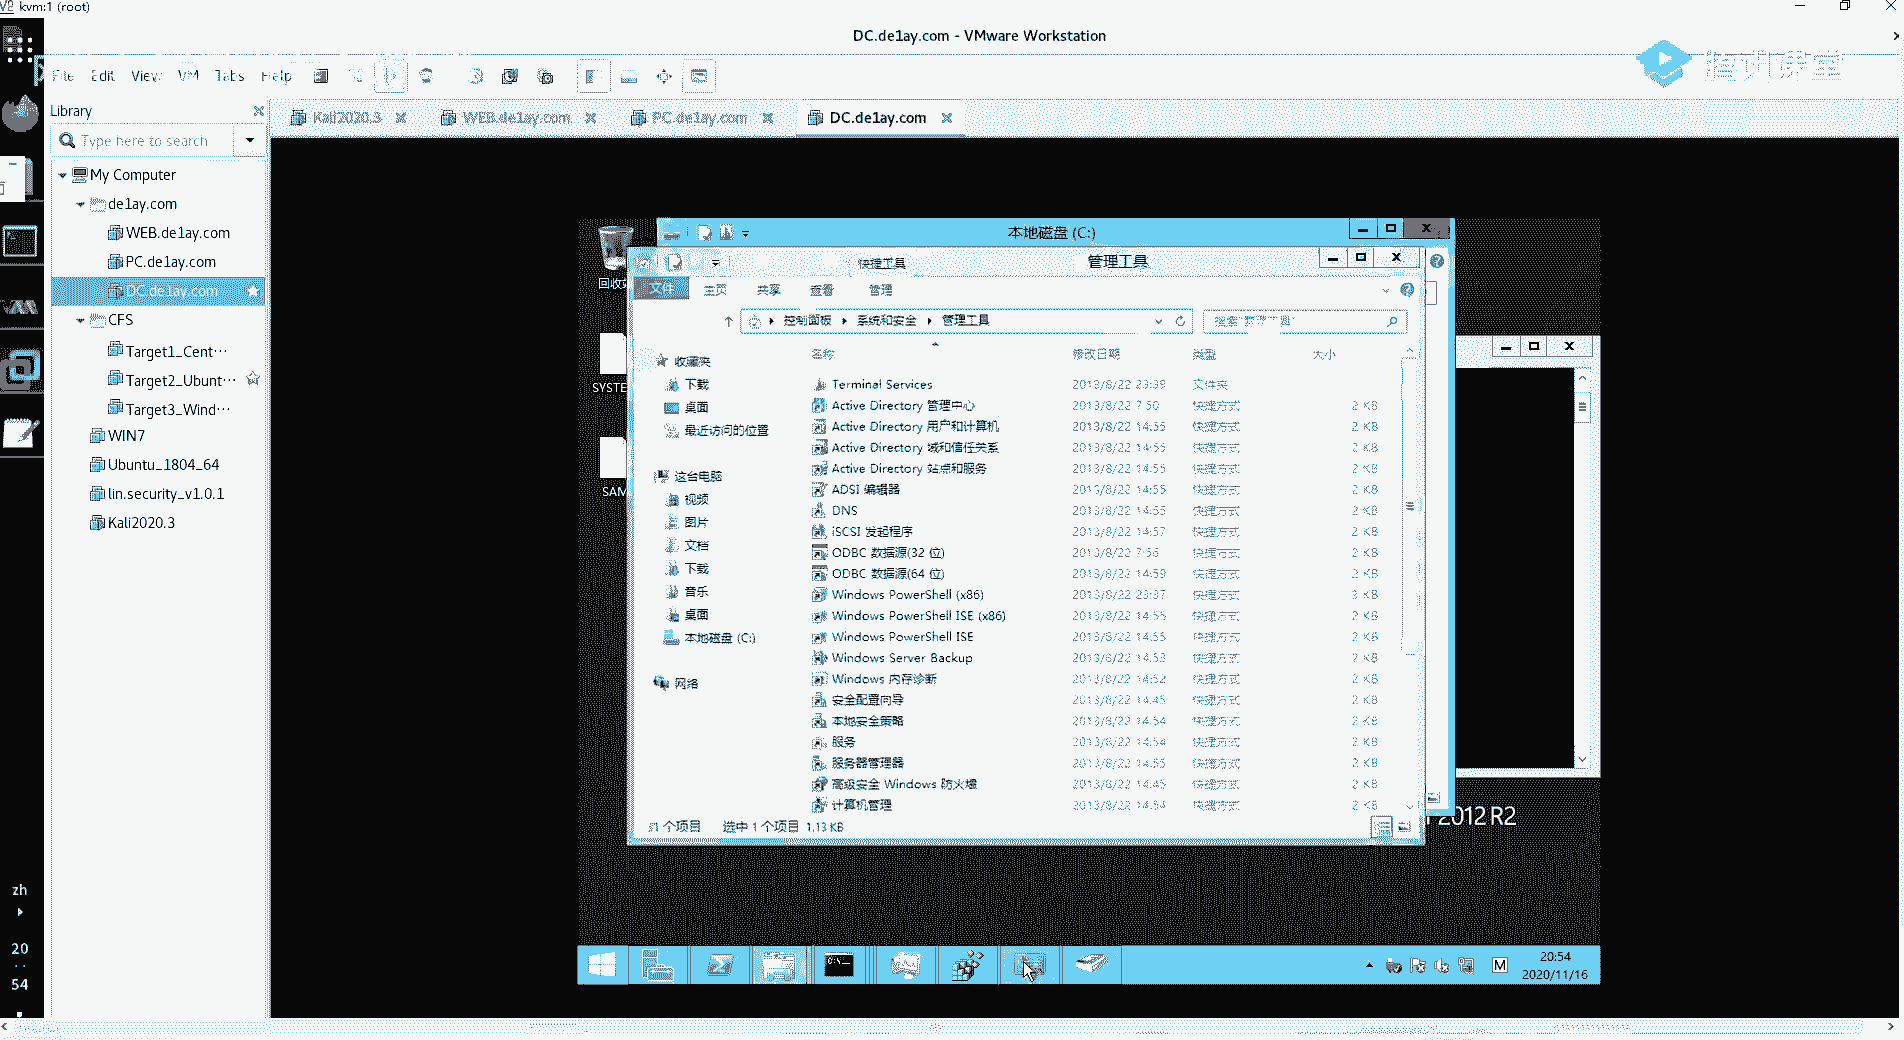 kvm:1 (root)
DC.de1ay.com - VMware Workstation
File Edit View VM Tabs Help
Library
Type here to search
Kali2020.3
WEB.de1ay.com
PC.de1ay.com
DC.de1ay.com
My Computer
de1ay.com
WEB.de1ay.com
PC.de1ay.com
DC.de1ay.com
CFS
Target1_Cent···
Target2_Ubunt···
Target3_Wind···
WIN7
Ubuntu_1804_64
lin.security_v1.0.1
Kali2020.3
本地磁盘 (C:)
快捷工具
管理工具
文件 主页 共享 查看 管理
控制面板 系统和安全 管理工具
名称 修改日期 类型 大小
收藏夹
下载
桌面
最近访问的位置
这台电脑
视频
图片
文档
下载
音乐
桌面
本地磁盘 (C:)
网络
Terminal Services 2013/8/22 23:39 文件夹
Active Directory 管理中心 快捷方式 2 KB
Active Directory 用户和计算机 2013/8/22 14:55 快捷方式 2 KB
Active Directory 域和信任关系 2013/8/22 14:55 快捷方式 2 KB
Active Directory 站点和服务 2013/8/22 14:55 快捷方式 2 KB
ADSI 编辑器 2013/8/22 14:55 快捷方式 2 KB
DNS 2013/8/22 14:55 快捷方式 2 KB
iSCSI 发起程序 2013/8/22 14:57 快捷方式 2 KB
ODBC 数据源(32 位) 快捷方式 2 KB
ODBC 数据源(64 位) 2013/8/22 14:59 快捷方式 2 KB
Windows PowerShell (x86) 快捷方式
Windows PowerShell ISE (x86) 2013/8/22 14:55 快捷方式 2 KB
Windows PowerShell ISE 2013/8/22 14:55 快捷方式 2 KB
Windows Server Backup 2013/8/22 14:53 快捷方式 2 KB
Windows 内存诊断 2013/8/22 14:52 快捷方式 2 KB
安全配置向导 2013/8/22 14:45 快捷方式 2 KB
本地安全策略 2013/8/22 14:54 快捷方式 2 KB
服务 2013/8/22 14:54 快捷方式 2 KB
服务器管理器 2013/8/22 14:55 快捷方式 2 KB
高级安全 Windows 防火墙 2013/8/22 14:45 快捷方式 2 KB
计算机管理 2013/8/22 14:54 快捷方式 2 KB
31 个项目 选中 1 个项目 1.13 KB
SYSTE
SAM
2012 R2
M
20:54
2020/11/16
zh
20
54